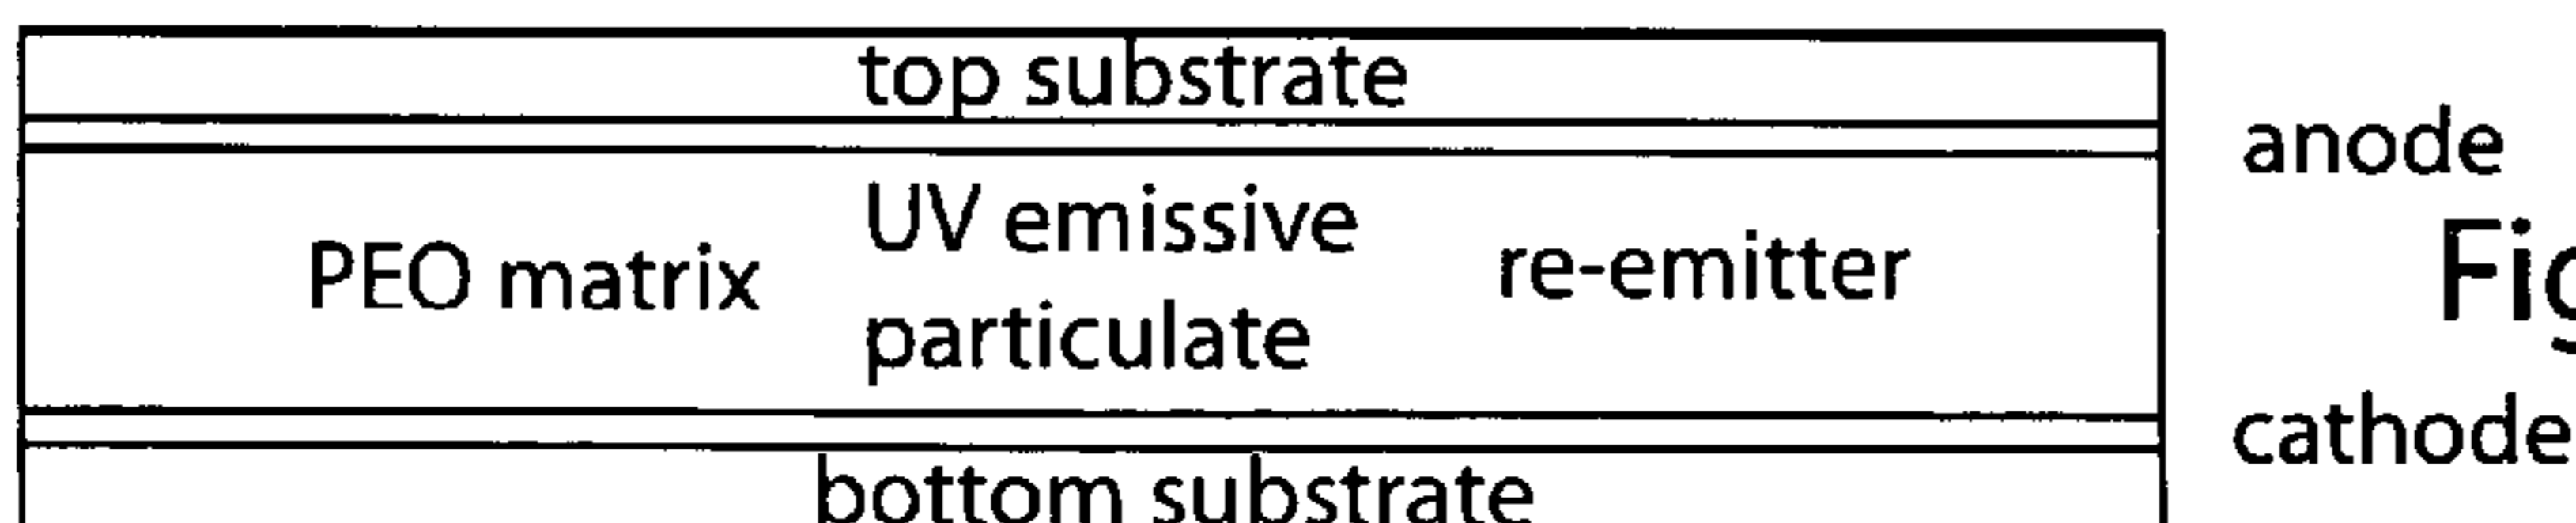 top substrate
anode
UV emissive
PEO matrix
re-emitter
particulate
cathode
bottom substrate